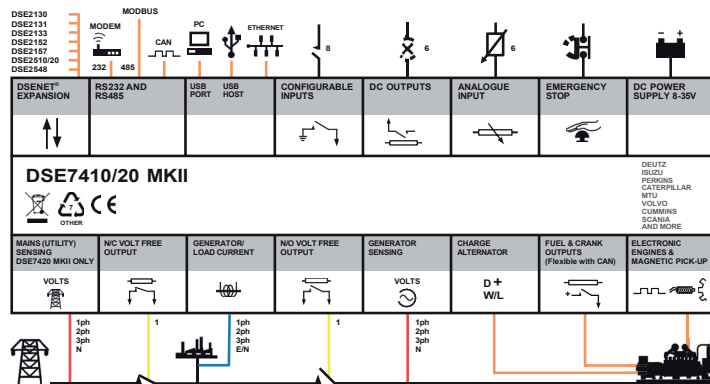 DSE2130
DSE2131
DSE2133
DSE2152
DSE2157
DSE2510/20
DSE2548
MODEM
232
485
MODBUS
CAN
PC
ETHERNET
8
6
6
– +
DSENET®
EXPANSION
RS232 AND
RS485
USB
PORT
USB
HOST
CONFIGURABLE
INPUTS
DC OUTPUTS
ANALOGUE
INPUT
EMERGENCY
STOP
DC POWER
SUPPLY 8-35V
DSE7410/20 MKII
7
OTHER
CE
DEUTZ
ISUZU
PERKINS
CATERPILLAR
MTU
VOLVO
CUMMINS
SCANIA
AND MORE
MAINS (UTILITY)
SENSING
DSE7420 MKII ONLY
VOLTS
N/C VOLT FREE
OUTPUT
GENERATOR/
LOAD CURRENT
N/O VOLT FREE
OUTPUT
GENERATOR
SENSING
VOLTS
CHARGE
ALTERNATOR
D+
W/L
FUEL & CRANK
OUTPUTS
(Flexible with CAN)
+
ELECTRONIC
ENGINES &
MAGNETIC PICK-UP
1ph
2ph
3ph
N
1
1ph
2ph
3ph
E/N
1
1ph
2ph
3ph
N